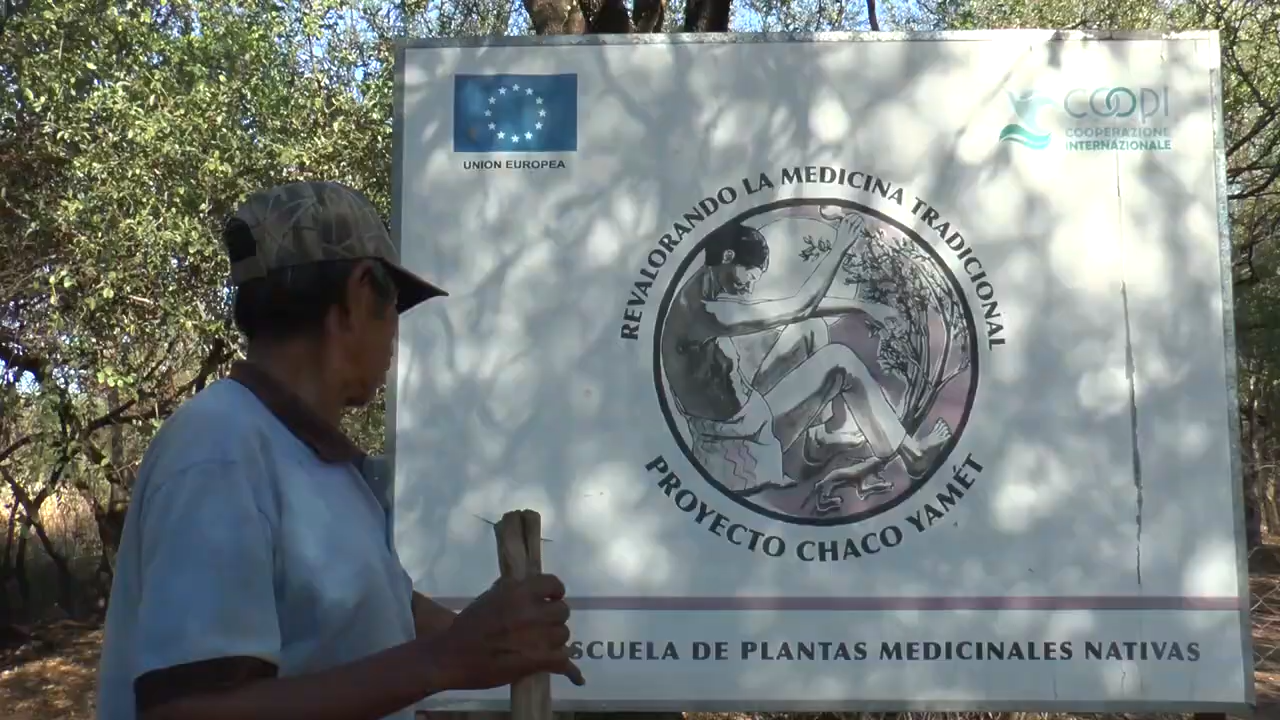 UNION EUROPEA
COOPI
COOPERAZIONE
INTERNAZIONALE
REVALORANDO LA MEDICINA TRADICIONAL
PROYECTO CHACO YAMÉT
SCUELA DE PLANTAS MEDICINALES NATIVAS